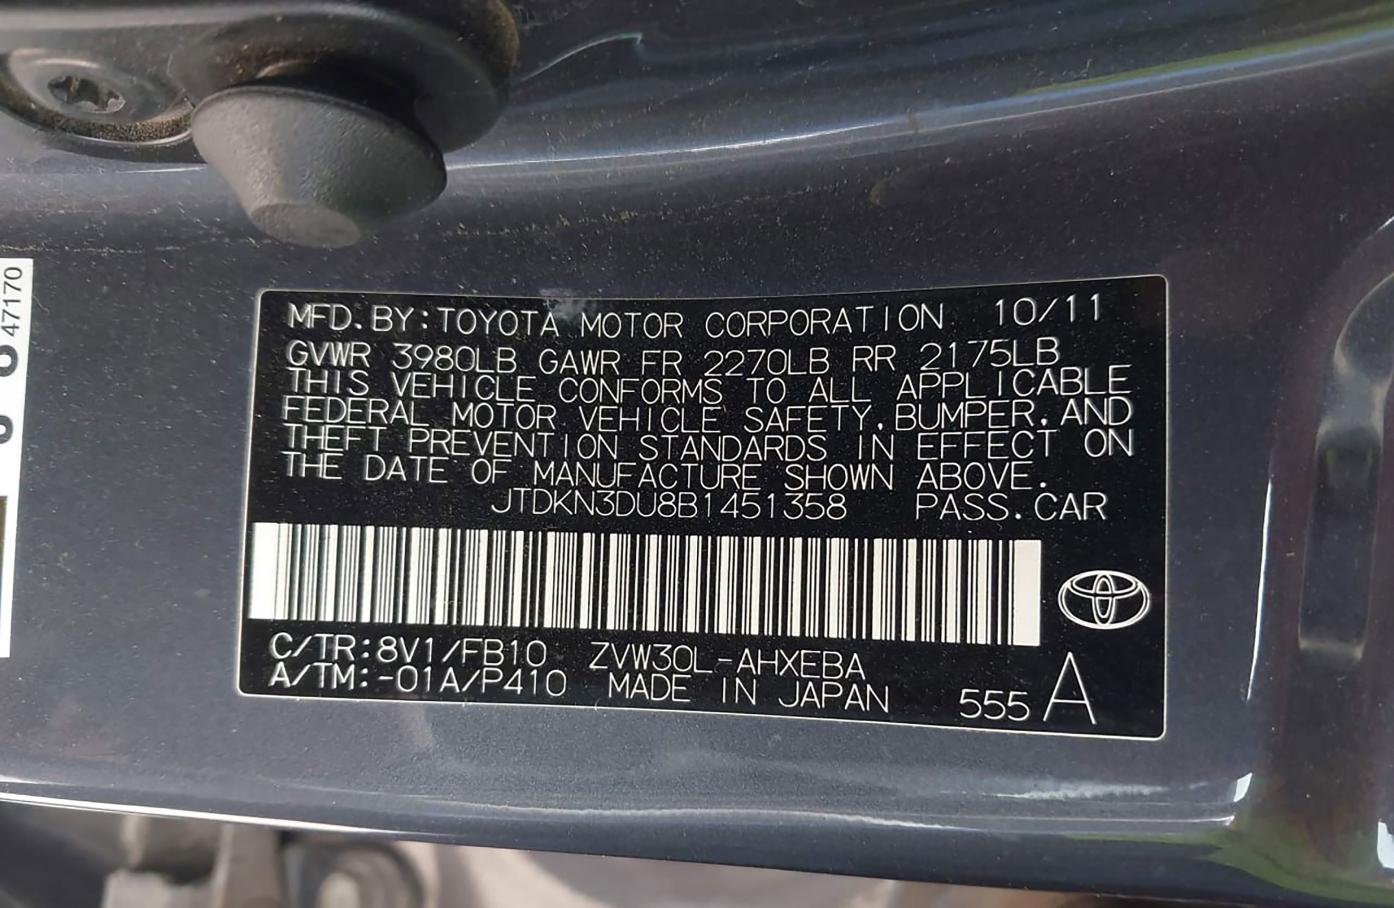 MFD.BY:TOYOTA MOTOR CORPORATION 10/11
GVWR 3980LB GAWR FR 2270LB RR 2175LB
THIS VEHICLE CONFORMS TO ALL APPLICABLE
FEDERAL MOTOR VEHICLE SAFETY,BUMPER,AND
THEFT PREVENTION STANDARDS IN EFFECT ON
THE DATE OF MANUFACTURE SHOWN ABOVE.
JTDKN3DU8B1451358 PASS.CAR
C/TR:8V1/FB10 ZVW30L-AHXEBA
A/TM:-01A/P410 MADE IN JAPAN
555 A
47170